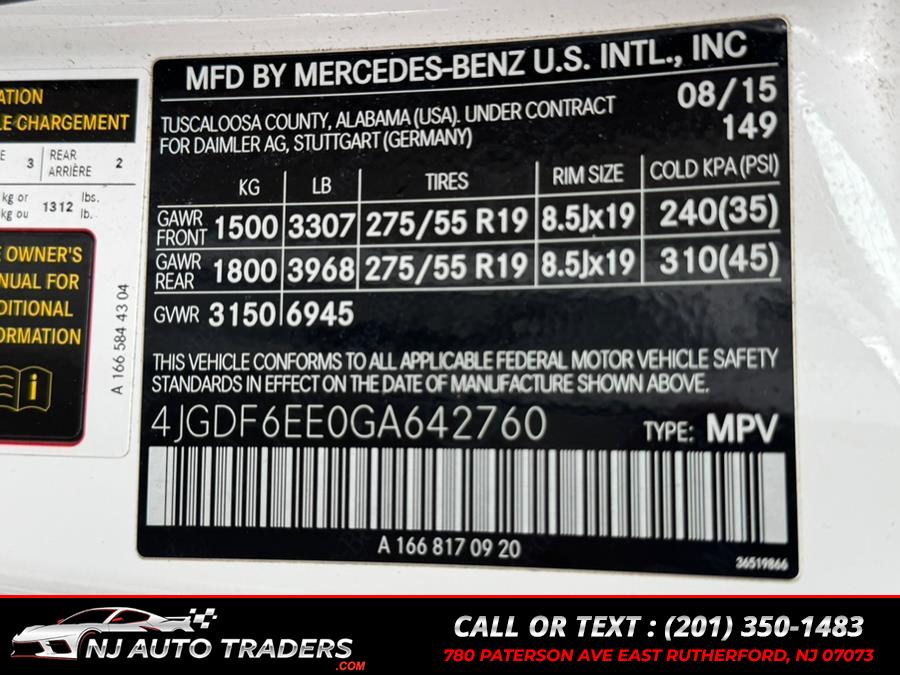 ATION
LE CHARGEMENT
3 REAR ARRIÈRE 2
kg or
kg ou 1312 lbs. lb.
OWNER'S
FOR
INFORMATION
A 166 584 43 04
MFD BY MERCEDES-BENZ U.S. INTL., INC
TUSCALOOSA COUNTY, ALABAMA (USA). UNDER CONTRACT 08/15
FOR DAIMLER AG, STUTTGART (GERMANY) 149
KG LB TIRES RIM SIZE COLD KPA (PSI)
GAWR FRONT 1500 3307 275/55 R19 8.5Jx19 240(35)
GAWR REAR 1800 3968 275/55 R19 8.5Jx19 310(45)
GVWR 3150 6945
THIS VEHICLE CONFORMS TO ALL APPLICABLE FEDERAL MOTOR VEHICLE SAFETY
STANDARDS IN EFFECT ON THE DATE OF MANUFACTURE SHOWN ABOVE.
4JGDF6EE0GA642760 TYPE: MPV
A 166 817 09 20
36519866
NJ AUTO TRADERS
.COM
CALL OR TEXT : (201) 350-1483
780 PATERSON AVE EAST RUTHERFORD, NJ 07073